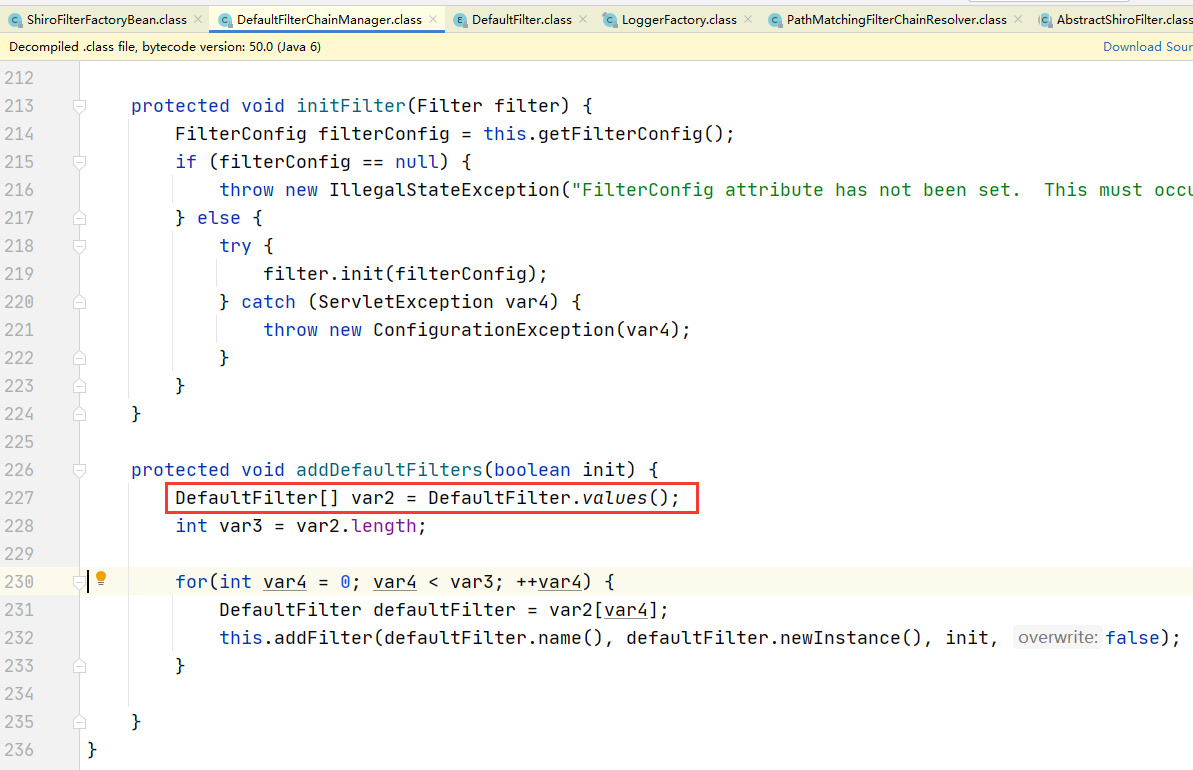 ShiroFilterFactoryBean.class × DefaultFilterChainManager.class × DefaultFilter.class × LoggerFactory.class × PathMatchingFilterChainResolver.class × AbstractShiroFilter.class
Decompiled .class file, bytecode version: 50.0 (Java 6) Download Sour
212
213 protected void initFilter(Filter filter) {
214 FilterConfig filterConfig = this.getFilterConfig();
215 if (filterConfig == null) {
216 throw new IllegalStateException("FilterConfig attribute has not been set.  This must occu
217 } else {
218 try {
219 filter.init(filterConfig);
220 } catch (ServletException var4) {
221 throw new ConfigurationException(var4);
222 }
223 }
224 }
225
226 protected void addDefaultFilters(boolean init) {
227 DefaultFilter[] var2 = DefaultFilter.values();
228 int var3 = var2.length;
229
230 for(int var4 = 0; var4 < var3; ++var4) {
231 DefaultFilter defaultFilter = var2[var4];
232 this.addFilter(defaultFilter.name(), defaultFilter.newInstance(), init, overwrite: false);
233 }
234
235 }
236 }